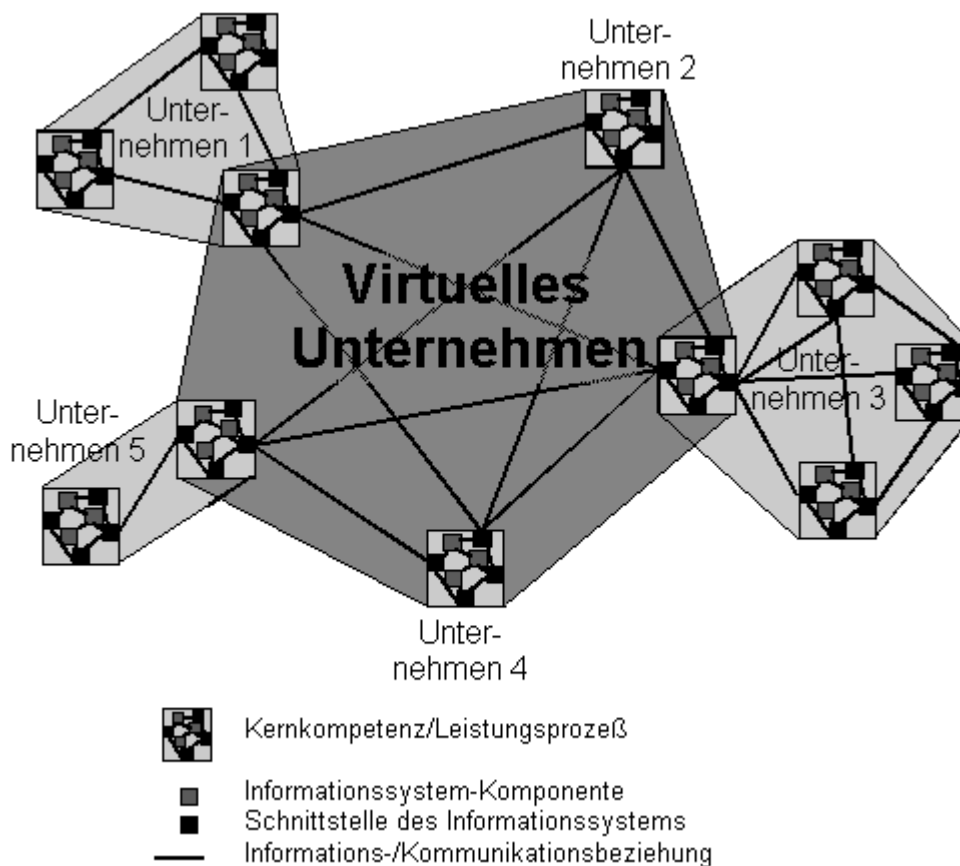 Unter-
nehmen 1
Unter-
nehmen 2
Virtuelles
Unternehmen
Unter-
nehmen 3
Unter-
nehmen 5
Unter-
nehmen 4
Kernkompetenz/Leistungsprozeß
Informationssystem-Komponente
Schnittstelle des Informationssystems
Informations-/Kommunikationsbeziehung